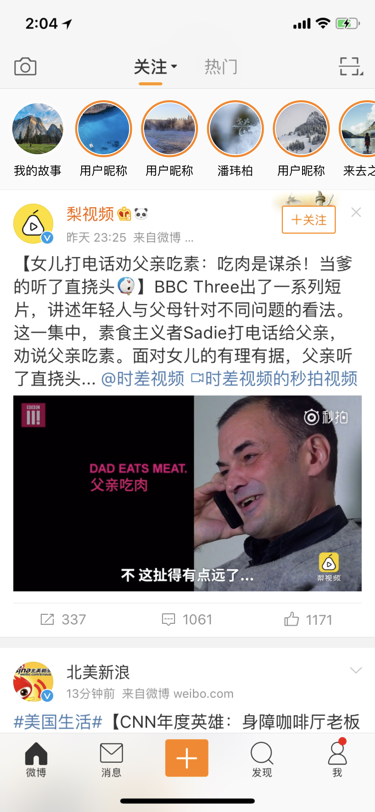 2:04
关注 热门
我的故事 用户昵称 用户昵称 潘玮柏 用户昵称 来去之
梨视频
昨天 23:25 来自微博 ...
+关注
【女儿打电话劝父亲吃素：吃肉是谋杀！当爹
的听了直挠头】BBC Three出了一系列短
片，讲述年轻人与父母针对不同问题的看法。
这一集中，素食主义者Sadie打电话给父亲，
劝说父亲吃素。面对女儿的有理有据，父亲听
了直挠头... @时差视频 时差视频的秒拍视频
BBC
秒拍
DAD EATS MEAT.
父亲吃肉
不 这扯得有点远了...
梨视频
337 1061 1171
北美新浪
13分钟前 来自微博 weibo.com
#美国生活#【CNN年度英雄：身障咖啡厅老板
微博 消息 发现 我